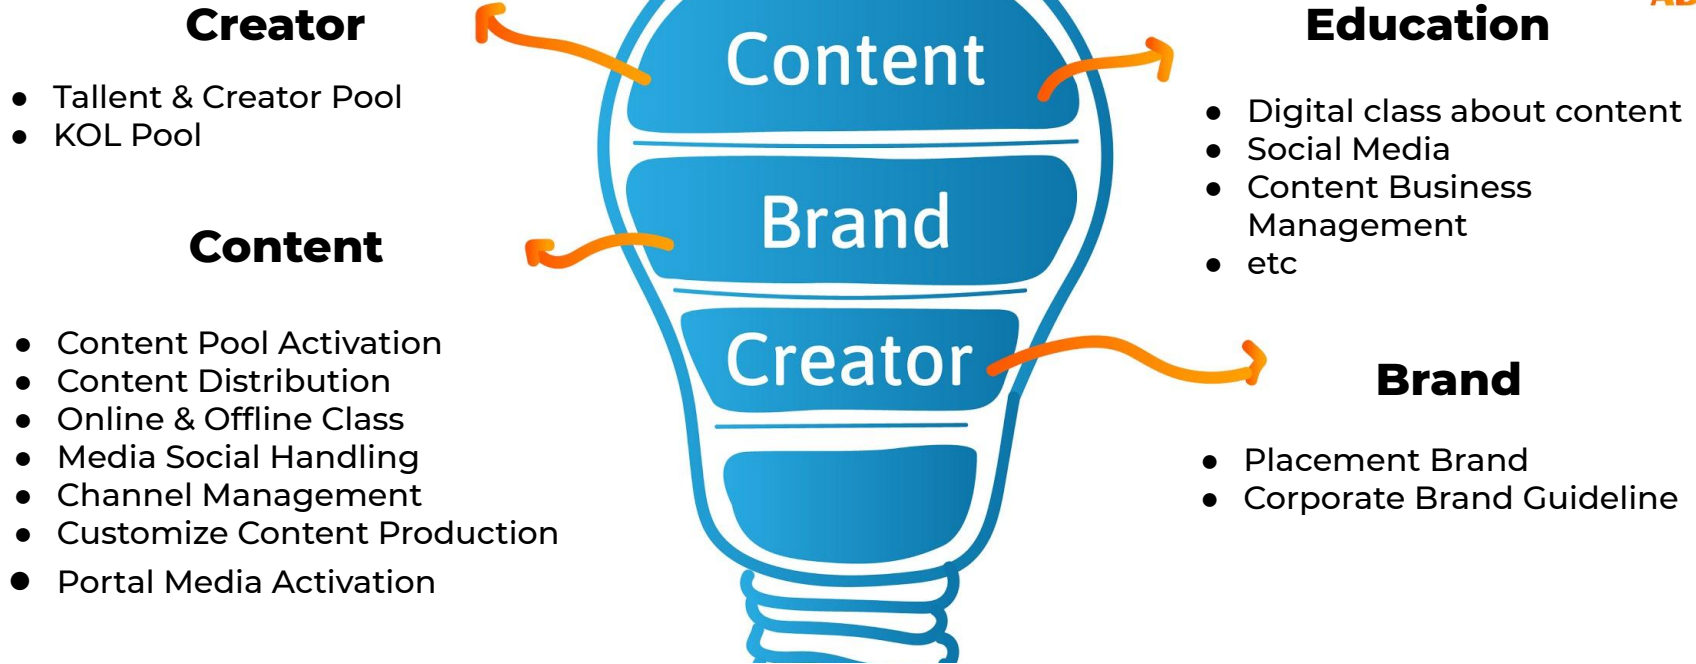 Creator
● Tallent & Creator Pool
● KOL Pool
Content
● Content Pool Activation
● Content Distribution
● Online & Offline Class
● Media Social Handling
● Channel Management
● Customize Content Production
● Portal Media Activation
Content
Brand
Creator
Education
● Digital class about content
● Social Media
● Content Business
Management
● etc
Brand
● Placement Brand
● Corporate Brand Guideline